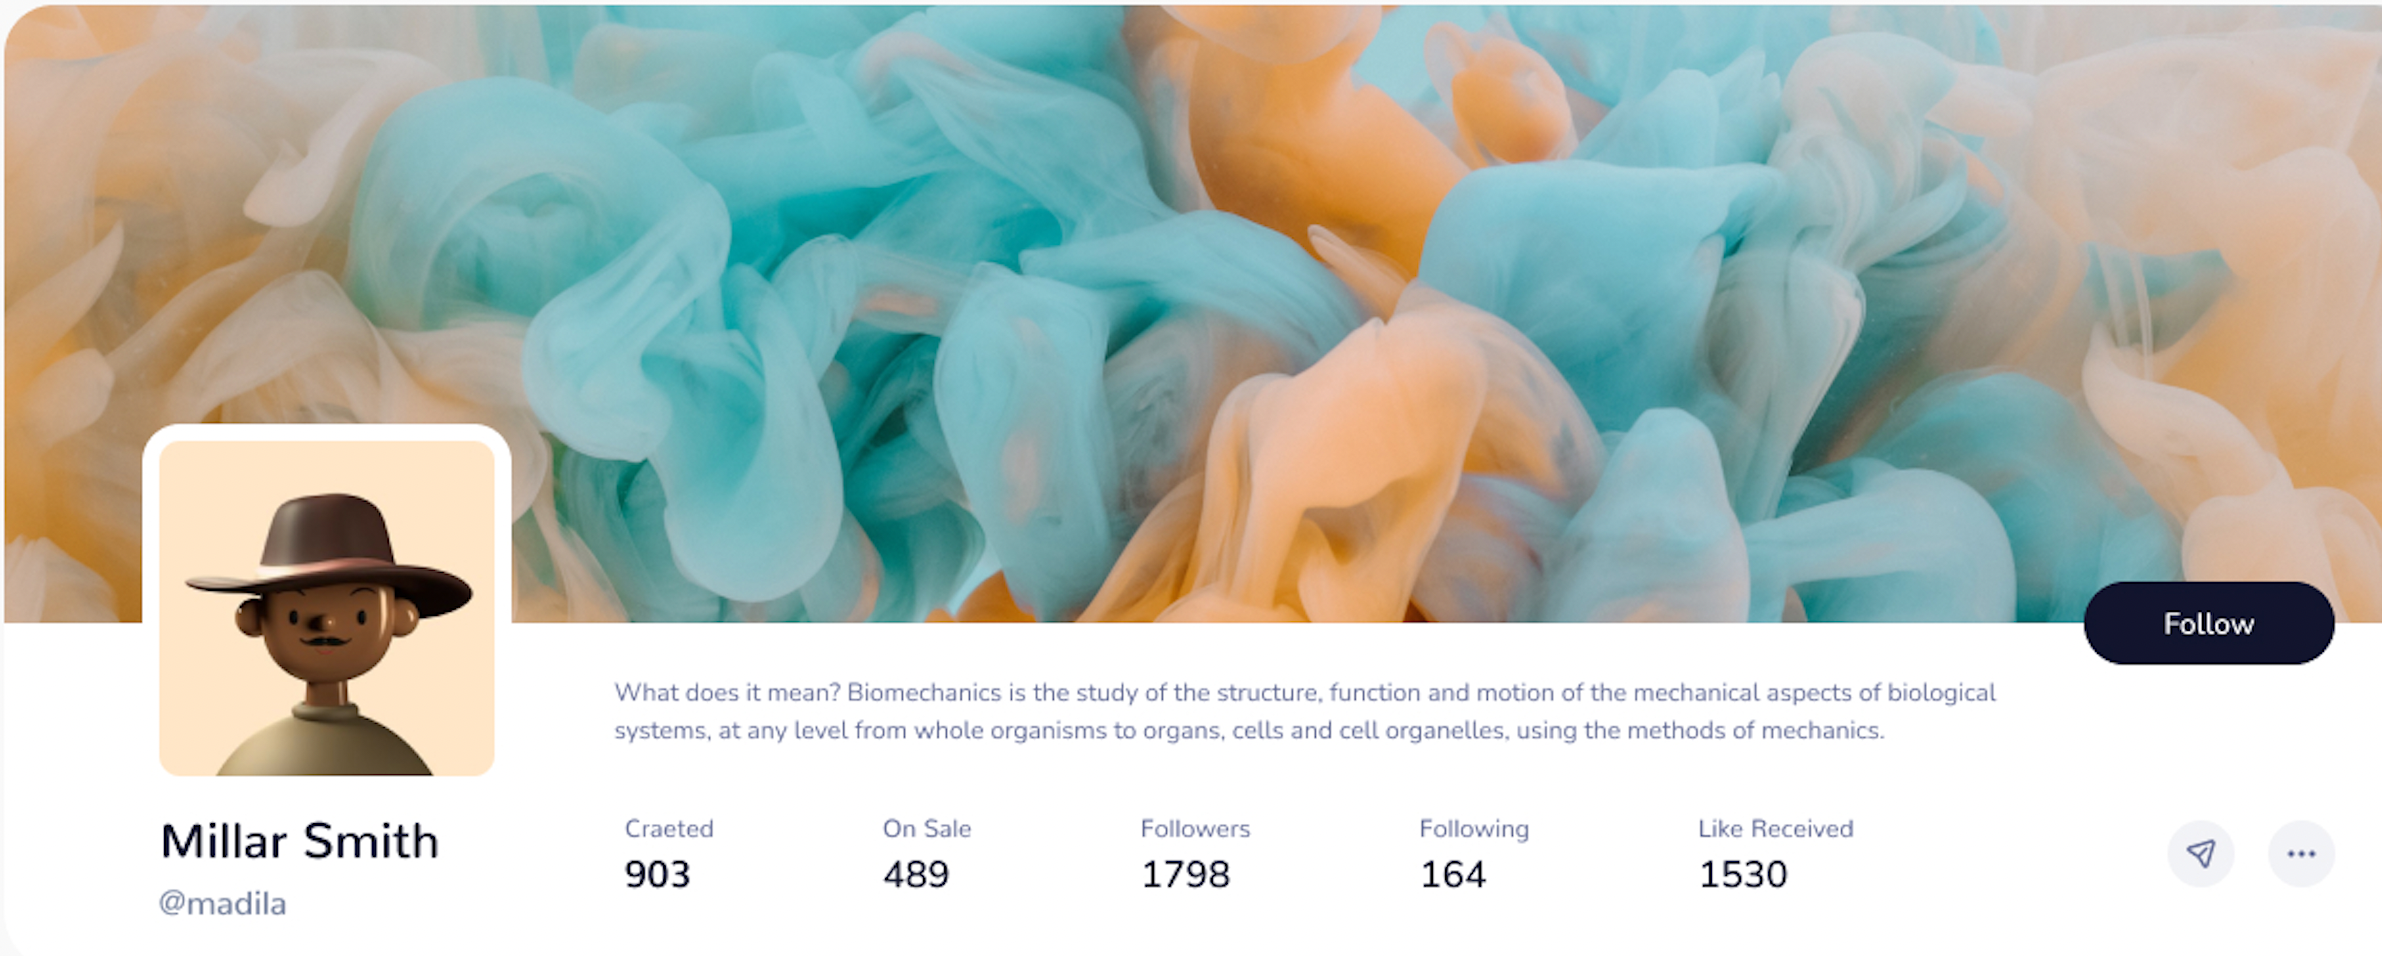 Follow
What does it mean? Biomechanics is the study of the structure, function and motion of the mechanical aspects of biological
systems, at any level from whole organisms to organs, cells and cell organelles, using the methods of mechanics.
Millar Smith
@madila
Craeted
903
On Sale
489
Followers
1798
Following
164
Like Received
1530